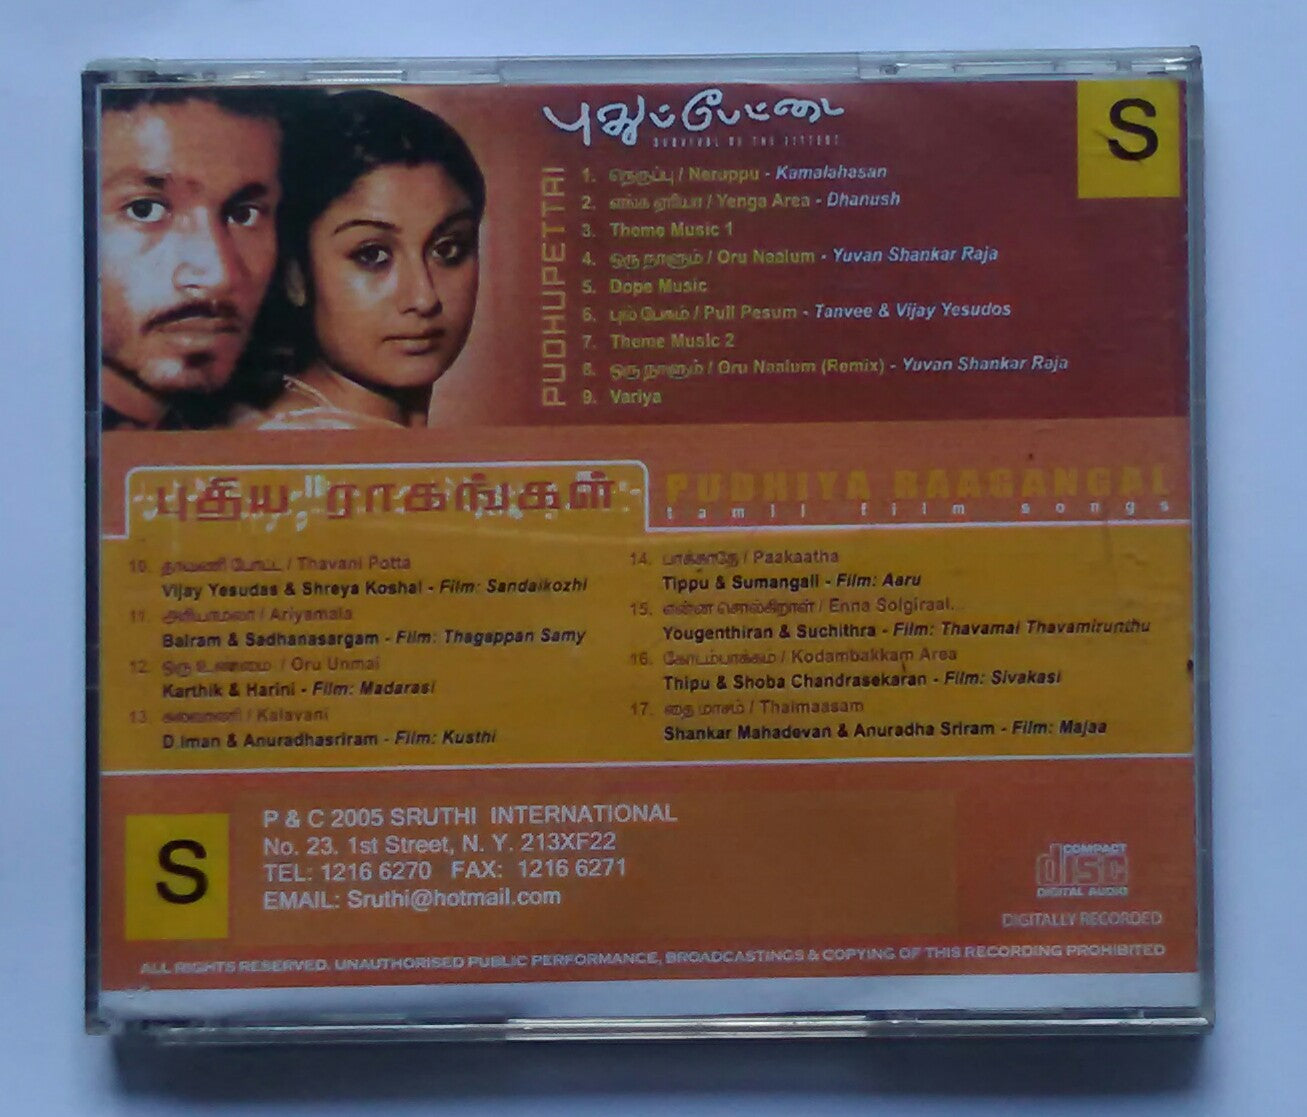 புதுப்பேட்டை
SURVIVAL OF THE FITTEST
S
PUDHUPETTAI
1. நெருப்பு / Neruppu - Kamalahasan
2. எங்க ஏரியா / Yenga Area - Dhanush
3. Theme Music 1
4. ஒரு நாளும் / Oru Naalum - Yuvan Shankar Raja
5. Dope Music
6. புல் பேசும் / Pull Pesum - Tanvee & Vijay Yesudos
7. Theme Music 2
8. ஒரு நாளும் / Oru Naalum (Remix) - Yuvan Shankar Raja
9. Variya
புதிய ராகங்கள்
PUDHIYA RAAGANGAL
tamil film songs
10. தாவணி போட்ட / Thavani Potta
Vijay Yesudas & Shreya Koshal - Film: Sandaikozhi
11. அரியாமலா / Ariyamala
Balram & Sadhanasargam - Film: Thagappan Samy
12. ஒரு உண்மை / Oru Unmai
Karthik & Harini - Film: Madarasi
13. கலவாணி / Kalavani
D.Iman & Anuradhasriram - Film: Kusthi
14. பாக்காதே / Paakaatha
Tippu & Sumangali - Film: Aaru
15. என்ன சொல்கிறாள் / Enna Solgiraal.
Yougenthiran & Suchithra - Film: Thavamai Thavamirunthu
16. கோடம்பாக்கம் / Kodambakkam Area
Thipu & Shoba Chandrasekaran - Film: Sivakasi
17. தை மாசம் / Thaimaasam
Shankar Mahadevan & Anuradha Sriram - Film: Majaa
S
P & C 2005 SRUTHI INTERNATIONAL
No. 23. 1st Street, N. Y. 213XF22
TEL: 1216 6270 FAX: 1216 6271
EMAIL: Sruthi@hotmail.com
COMPACT
disc
DIGITAL AUDIO
DIGITALLY RECORDED
ALL RIGHTS RESERVED. UNAUTHORISED PUBLIC PERFORMANCE, BROADCASTINGS & COPYING OF THIS RECORDING PROHIBITED